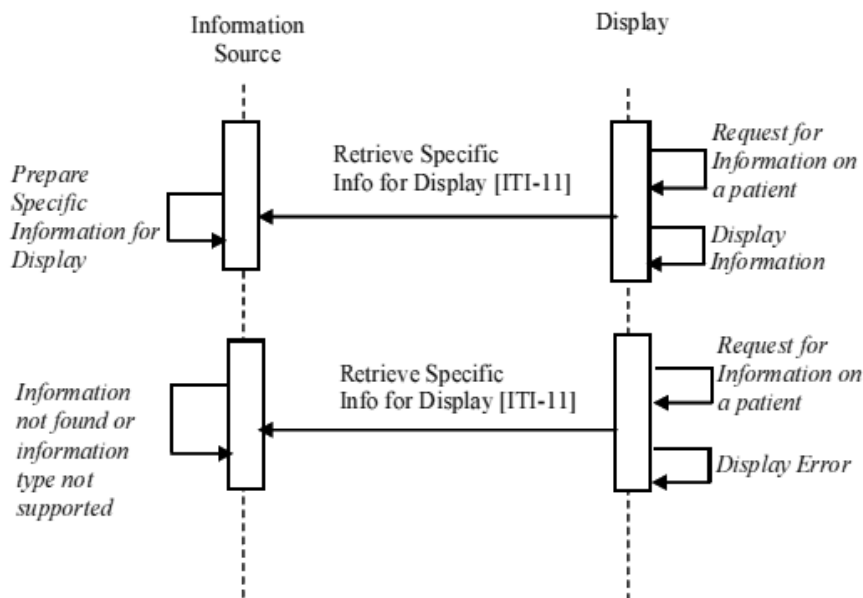 Information
Source
Display
Request for
Information on
a patient
Retrieve Specific
Info for Display [ITI-11]
Prepare
Specific
Information for
Display
Display
Information
Request for
Information on
a patient
Retrieve Specific
Info for Display [ITI-11]
Information
not found or
information
type not
supported
Display Error